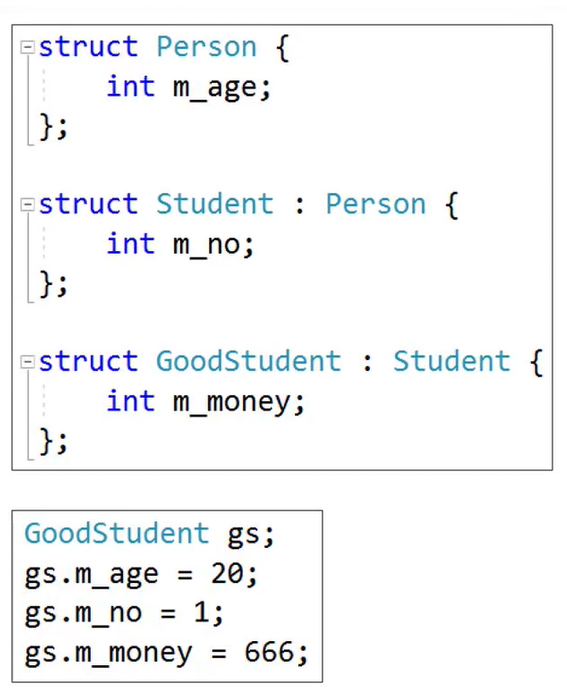 struct Person {
    int m_age;
};
struct Student : Person {
    int m_no;
};
struct GoodStudent : Student {
    int m_money;
};
GoodStudent gs;
gs.m_age = 20;
gs.m_no = 1;
gs.m_money = 666;